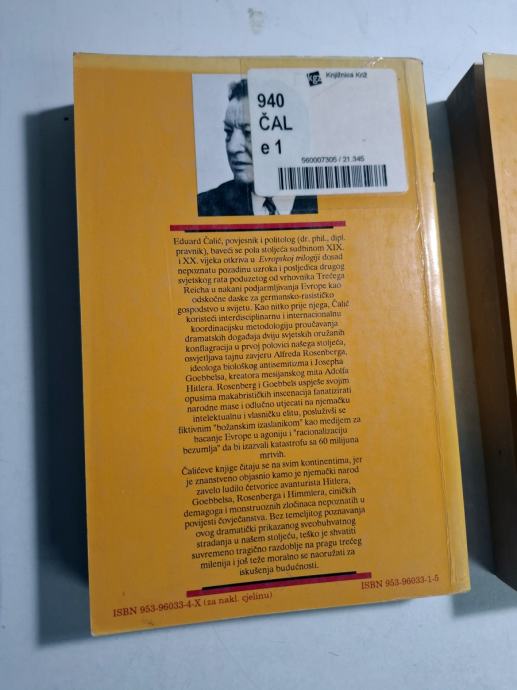 Knjižnica Križ
940
ČAL
e 1
560007305 / 21.345
Eduard Čalić, povjesnik i politolog (dr. phil., dipl.
pravnik), baveći se pola stoljeća sudbinom XIX.
i XX. vijeka otkriva u Evropskoj trilogiji dosad
nepoznatu pozadinu uzroka i posljedica drugog
svjetskog rata poduzetog od vrhovnika Trećega
Reicha u nakani podjarmljivanja Evrope kao
odskočne daske za germansko-rasističko
gospodstvo u svijetu. Kao nitko prije njega, Čalić
koristeći interdisciplinarnu i internacionalnu
koordinacijsku metodologiju proučavanja
dramatskih događaja dviju svjetskih oružanih
konflagracija u prvoj polovici našega stoljeća,
osvjetljava tajnu zavjeru Alfreda Rosenberga,
ideologa biološkog antisemitizma i Josepha
Goebbelsa, kreatora mesijanskog mita Adolfa
Hitlera. Rosenberg i Goebbels uspješe svojim
opusima makabrističkih inscenacija fanatizirati
narodne mase i odlučno utjecati na njemačku
intelektualnu i vlasničku elitu, posluživši se
fiktivnim "božanskim izaslanikom" kao medijem za
bacanje Evrope u agoniju i "racionalizaciju
bezumlja" da bi izazvali katastrofu sa 60 milijuna
mrtvih.
Čalićeve knjige čitaju se na svim kontinentima, jer
je znanstveno objasnio kamo je njemački narod
zavelo ludilo četvorice avanturista Hitlera,
Goebbelsa, Rosenberga i Himmlera, ciničkih
demagoga i monstruoznih zločinaca nepoznatih u
povijesti čovječanstva. Bez temeljitog poznavanja
ovog dramatički prikazanog sveobuhvatnog
stradanja u našem stoljeću, teško je shvatiti
suvremeno tragično razdoblje na pragu trećeg
milenija i još teže moralno se naoružati za
iskušenja budućnosti.
ISBN 953-96033-4-X (za nakl. cjelinu)
ISBN 953-96033-1-5